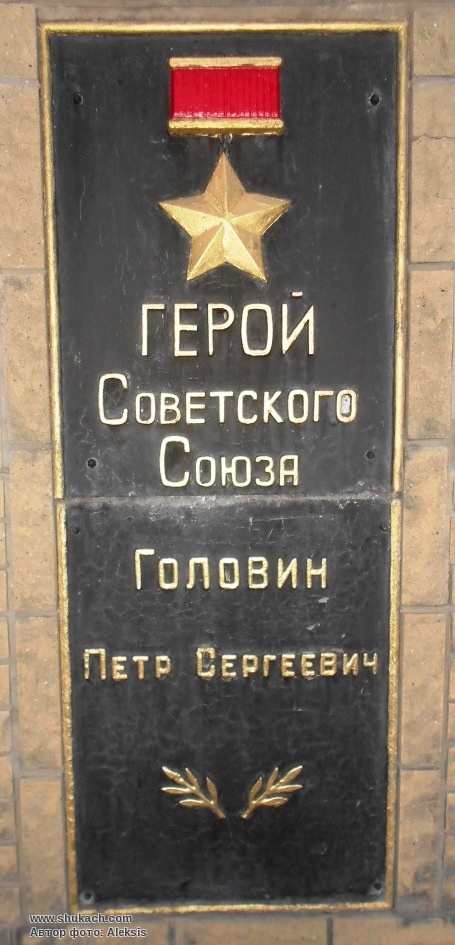 ГЕРОЙ
Советского
Союза
Головин
Петр Сергеевич
www.shukach.com
Автор фото: Aleksis